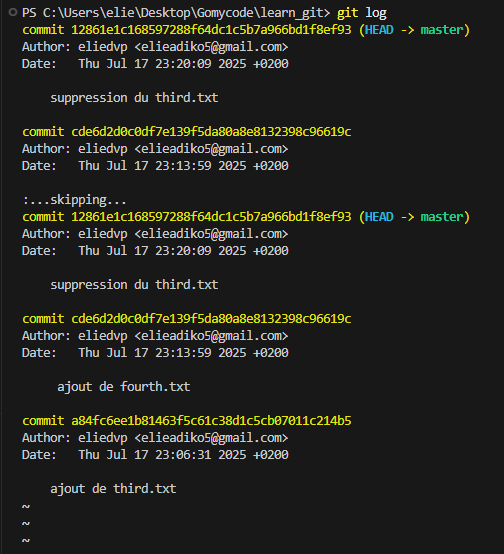 PS C:\Users\elie\Desktop\Gomycode\learn_git> git log
commit 12861e1c168597288f64dc1c5b7a966bd1f8ef93 (HEAD -> master)
Author: eliedvp <elieadiko5@gmail.com>
Date:   Thu Jul 17 23:20:09 2025 +0200
    suppression du third.txt
commit cde6d2d0c0df7e139f5da80a8e8132398c96619c
Author: eliedvp <elieadiko5@gmail.com>
Date:   Thu Jul 17 23:13:59 2025 +0200
:...skipping...
commit 12861e1c168597288f64dc1c5b7a966bd1f8ef93 (HEAD -> master)
Author: eliedvp <elieadiko5@gmail.com>
Date:   Thu Jul 17 23:20:09 2025 +0200
    suppression du third.txt
commit cde6d2d0c0df7e139f5da80a8e8132398c96619c
Author: eliedvp <elieadiko5@gmail.com>
Date:   Thu Jul 17 23:13:59 2025 +0200
     ajout de fourth.txt
commit a84fc6ee1b81463f5c61c38d1c5cb07011c214b5
Author: eliedvp <elieadiko5@gmail.com>
Date:   Thu Jul 17 23:06:31 2025 +0200
    ajout de third.txt
~
~
~